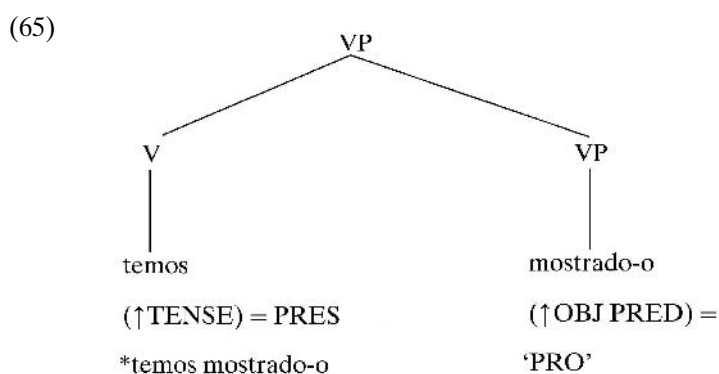 (65)
VP
V VP
temos mostrado-o
(↑TENSE) = PRES (↑OBJ PRED) =
*temos mostrado-o ‘PRO’